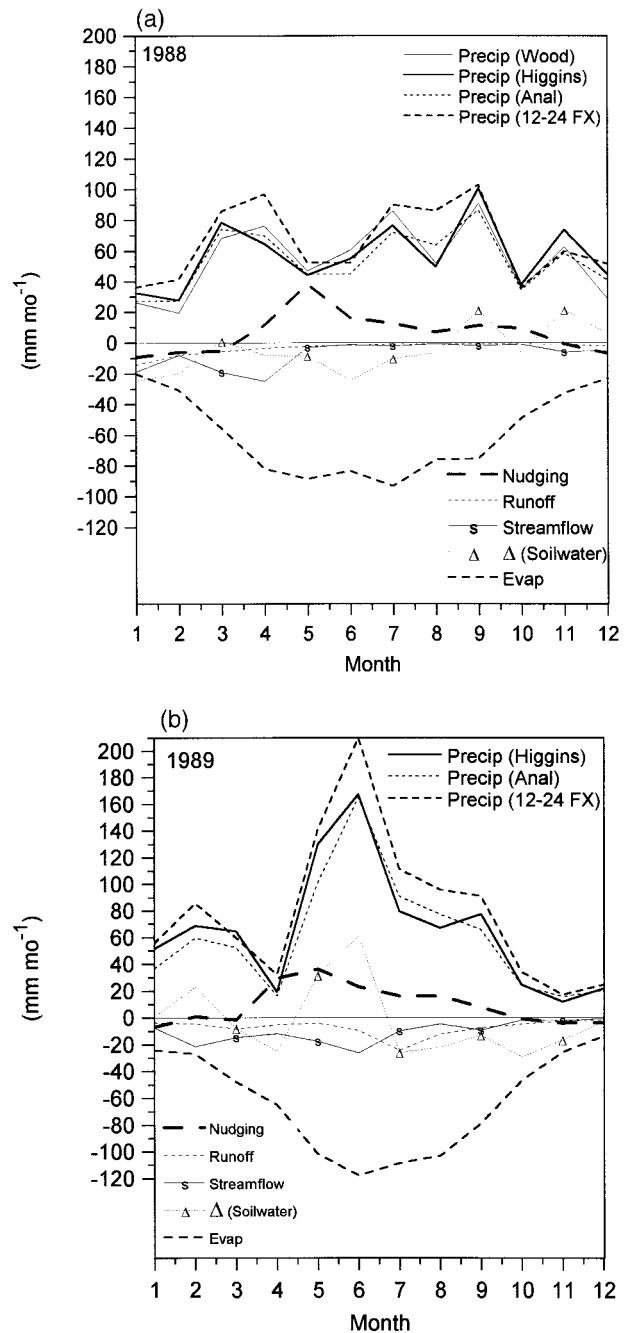 (a)
1988
Precip (Wood)
Precip (Higgins)
Precip (Anal)
Precip (12-24 FX)
200
180
160
140
120
100
80
60
40
20
0
-20
-40
-60
-80
-100
-120
(mm mo⁻¹)
S S S S S
Δ Δ Δ Δ Δ
Nudging
Runoff
S Streamflow
Δ Δ (Soilwater)
Evap
1 2 3 4 5 6 7 8 9 10 11 12
Month
(b)
1989
Precip (Higgins)
Precip (Anal)
Precip (12-24 FX)
200
180
160
140
120
100
80
60
40
20
0
-20
-40
-60
-80
-100
-120
(mm mo⁻¹)
S S S S S
Δ Δ Δ Δ Δ
Nudging
Runoff
S Streamflow
Δ Δ (Soilwater)
Evap
1 2 3 4 5 6 7 8 9 10 11 12
Month